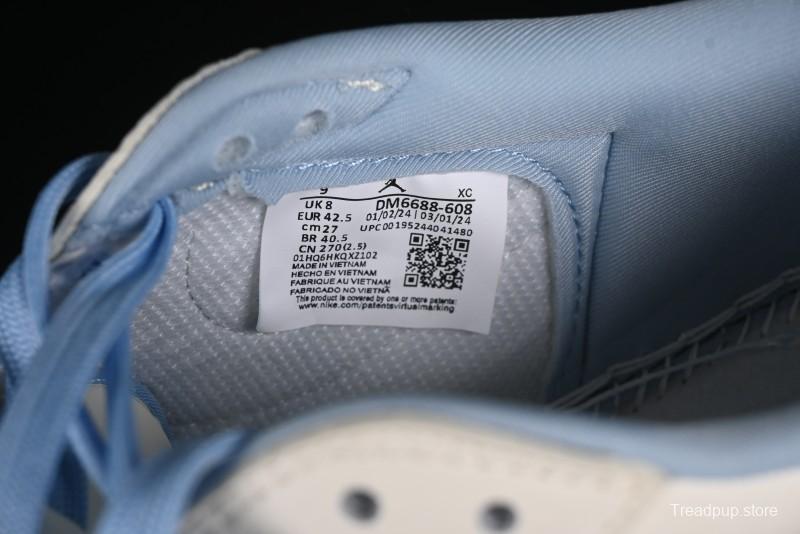 9 XC
UK 8 DM6688-608
EUR 42.5 01/02/24 | 03/01/24
cm 27 UPC00195244041480
BR 40.5
CN 270(2.5)
01HQ6HKQXZ102
MADE IN VIETNAM
HECHO EN VIETNAM
FABRIQUE AU VIETNAM
FABRICADO NO VIETNÃ
This product is covered by one or more patents:
www.nike.com/patentsvirtualmarking
Treadpup.store